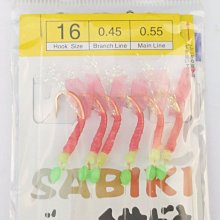 16 0.45 0.55
Hook Size Branch Line Main Line
SABIKI